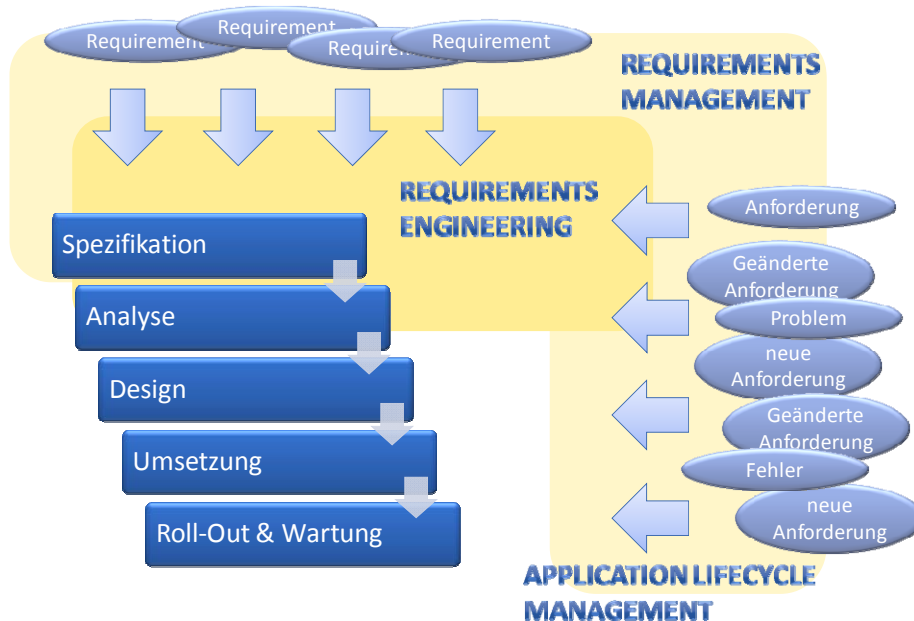 Requirement
Requirement
Requirem
Requirement
REQUIREMENTS
MANAGEMENT
REQUIREMENTS
ENGINEERING
Anforderung
Spezifikation
Geänderte
Anforderung
Analyse
Problem
neue
Anforderung
Design
Geänderte
Anforderung
Umsetzung
Fehler
neue
Anforderung
Roll-Out & Wartung
APPLICATION LIFECYCLE
MANAGEMENT